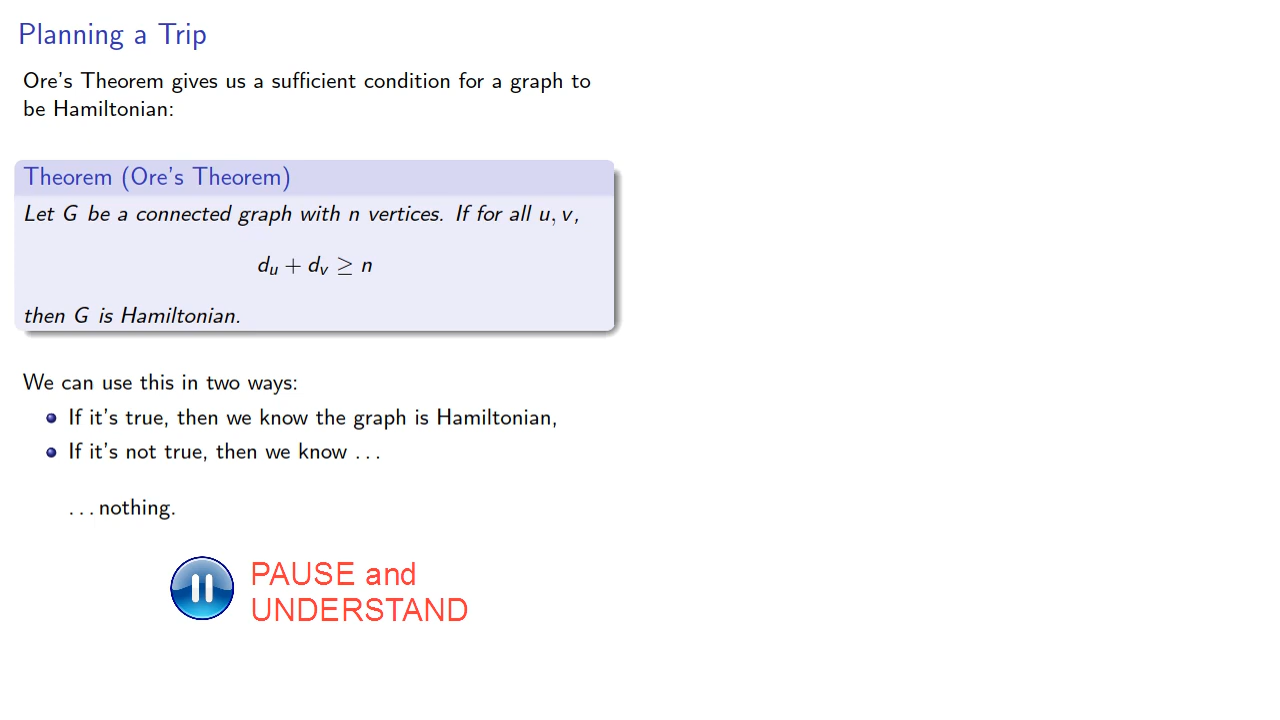 Planning a Trip
Ore's Theorem gives us a sufficient condition for a graph to
be Hamiltonian:
Theorem (Ore's Theorem)
Let G be a connected graph with n vertices. If for all u, v,
dᵤ + dᵥ ≥ n
then G is Hamiltonian.
We can use this in two ways:
If it's true, then we know the graph is Hamiltonian,
If it's not true, then we know ...
...nothing.
PAUSE and
UNDERSTAND